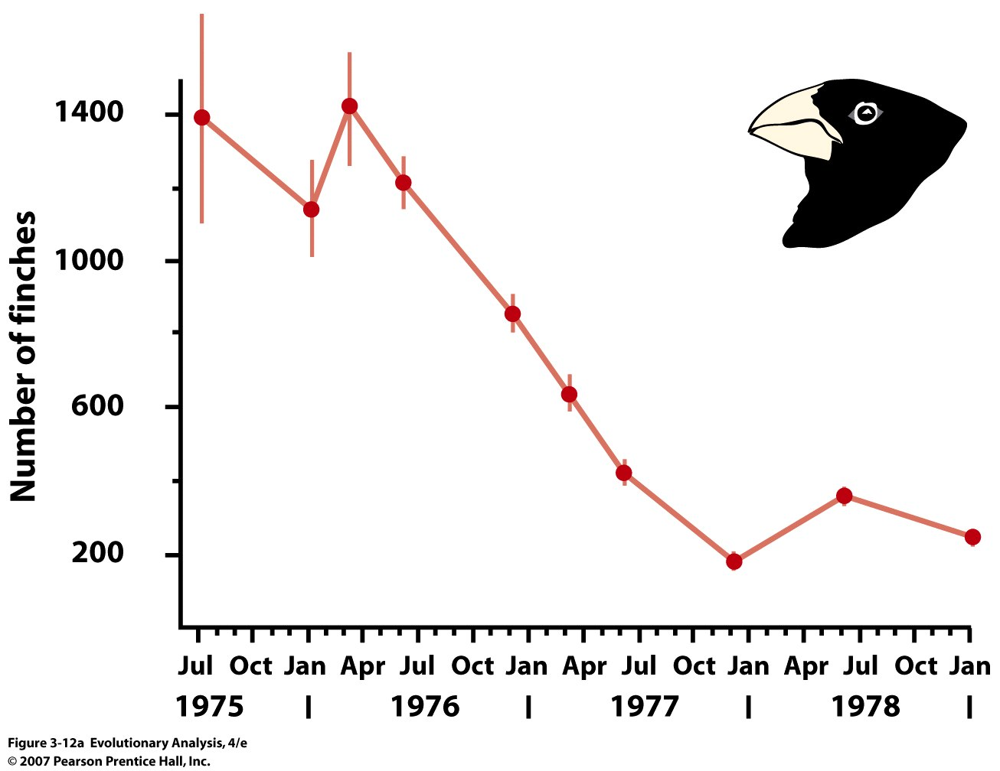 1400
1000
600
200
Number of finches
Jul Oct Jan Apr Jul Oct Jan Apr Jul Oct Jan Apr Jul Oct Jan
1975 | 1976 | 1977 | 1978 |
Figure 3-12a Evolutionary Analysis, 4/e
© 2007 Pearson Prentice Hall, Inc.